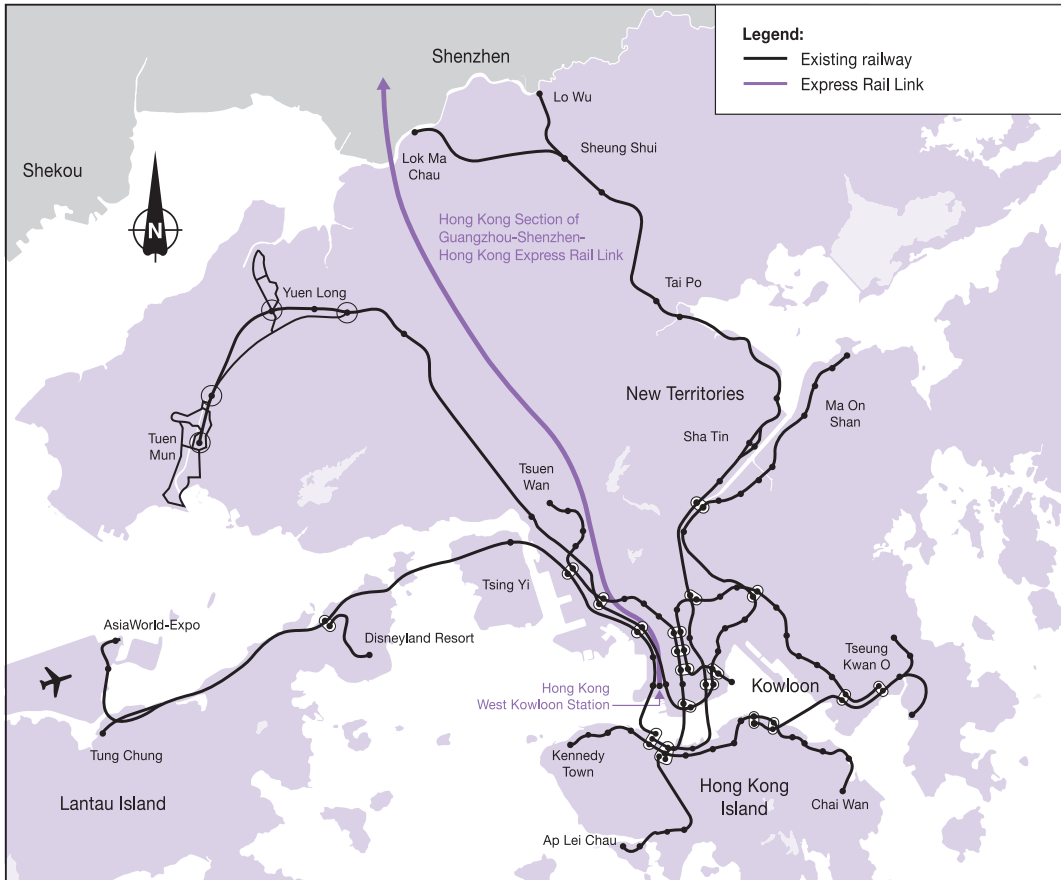 Legend:
Existing railway
Express Rail Link
Shenzhen
Lo Wu
Lok Ma
Chau
Sheung Shui
Shekou
N
Hong Kong Section of
Guangzhou-Shenzhen-
Hong Kong Express Rail Link
Yuen Long
Tai Po
New Territories
Ma On
Shan
Sha Tin
Tuen
Mun
Tsuen
Wan
Tsing Yi
AsiaWorld-Expo
Disneyland Resort
Tseung
Kwan O
Kowloon
Hong Kong
West Kowloon Station
Tung Chung
Kennedy
Town
Hong Kong
Island
Chai Wan
Lantau Island
Ap Lei Chau